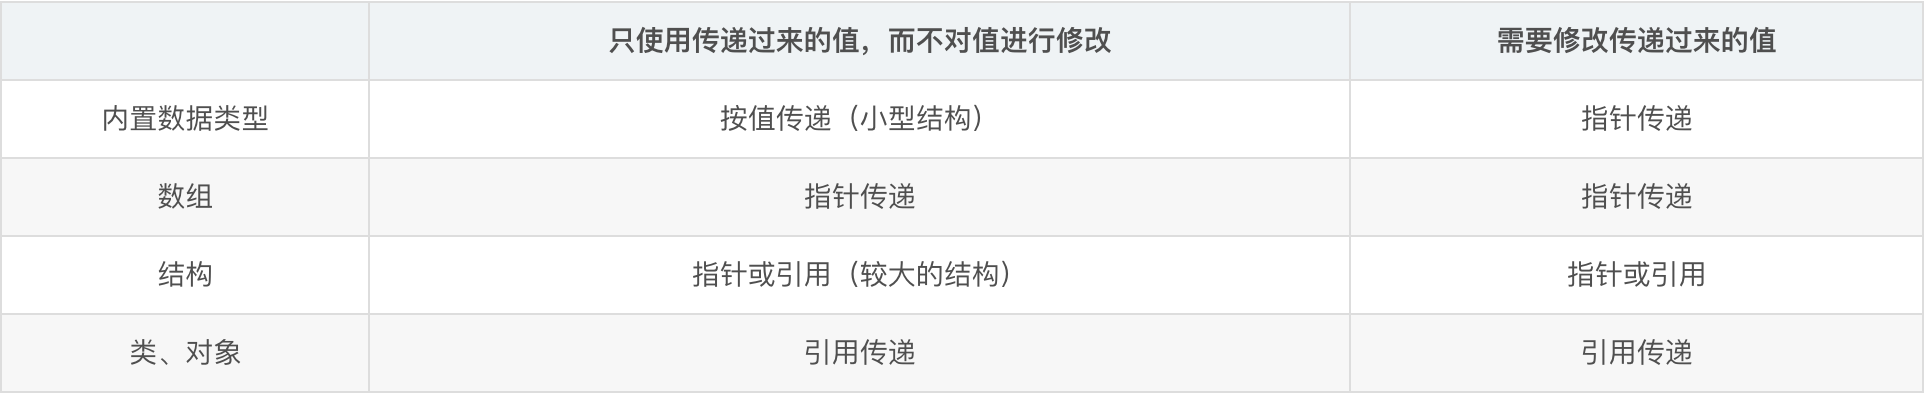 只使用传递过来的值，而不对值进行修改 需要修改传递过来的值
内置数据类型 按值传递（小型结构） 指针传递
数组 指针传递 指针传递
结构 指针或引用（较大的结构） 指针或引用
类、对象 引用传递 引用传递